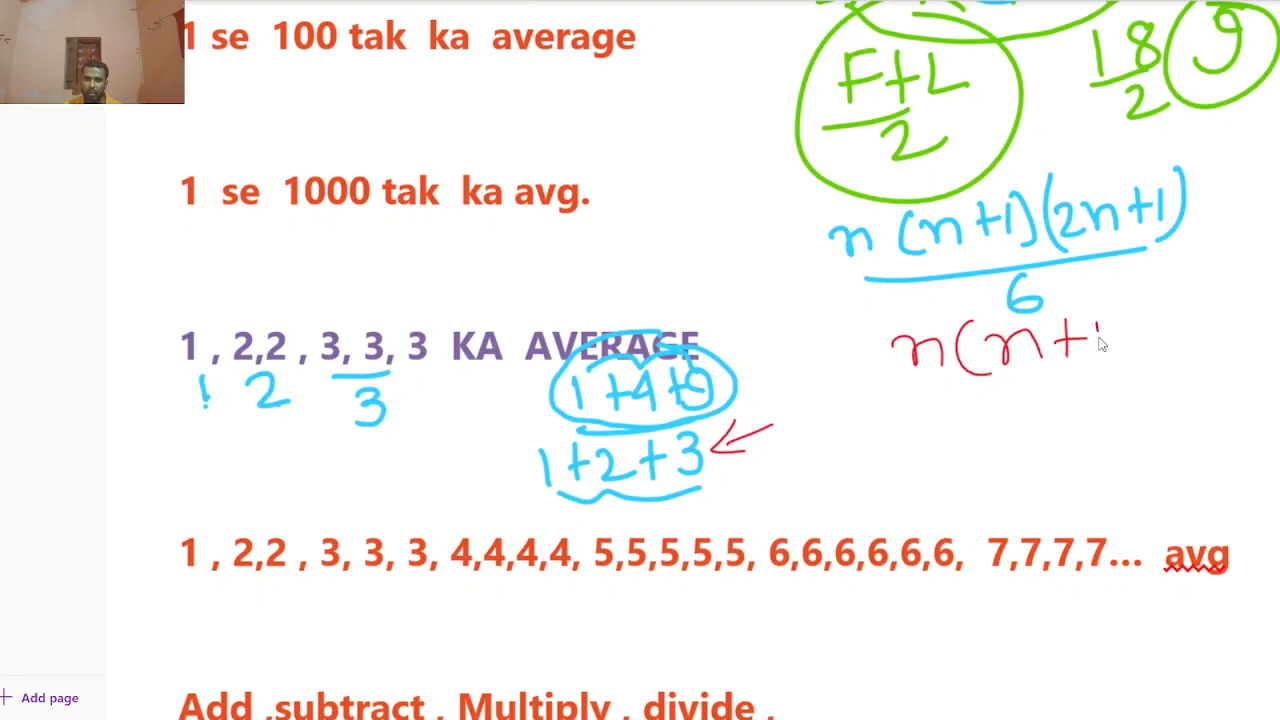 1 se 100 tak ka average
F+L
2
18
2
9
1 se 1000 tak ka avg.
n(n+1)(2n+1)
6
1 , 2,2 , 3, 3, 3 KA AVERAGE
n(n+1
1 2 3
1+4+9
1+2+3
1 , 2,2 , 3, 3, 3, 4,4,4,4, 5,5,5,5,5, 6,6,6,6,6,6, 7,7,7,7... avg
Add page
Add ,subtract , Multiply , divide ,